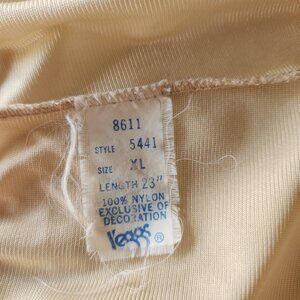 8611
STYLE 5441
SIZE XL
LENGTH 23"
100% NYLON
EXCLUSIVE OF
DECORATION
l'eggs ®